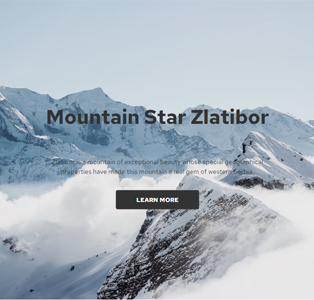 Mountain Star Zlatibor
Zlatibor is a mountain of exceptional beauty whose special geographical
properties have made this mountain a real gem of western Serbia.
LEARN MORE